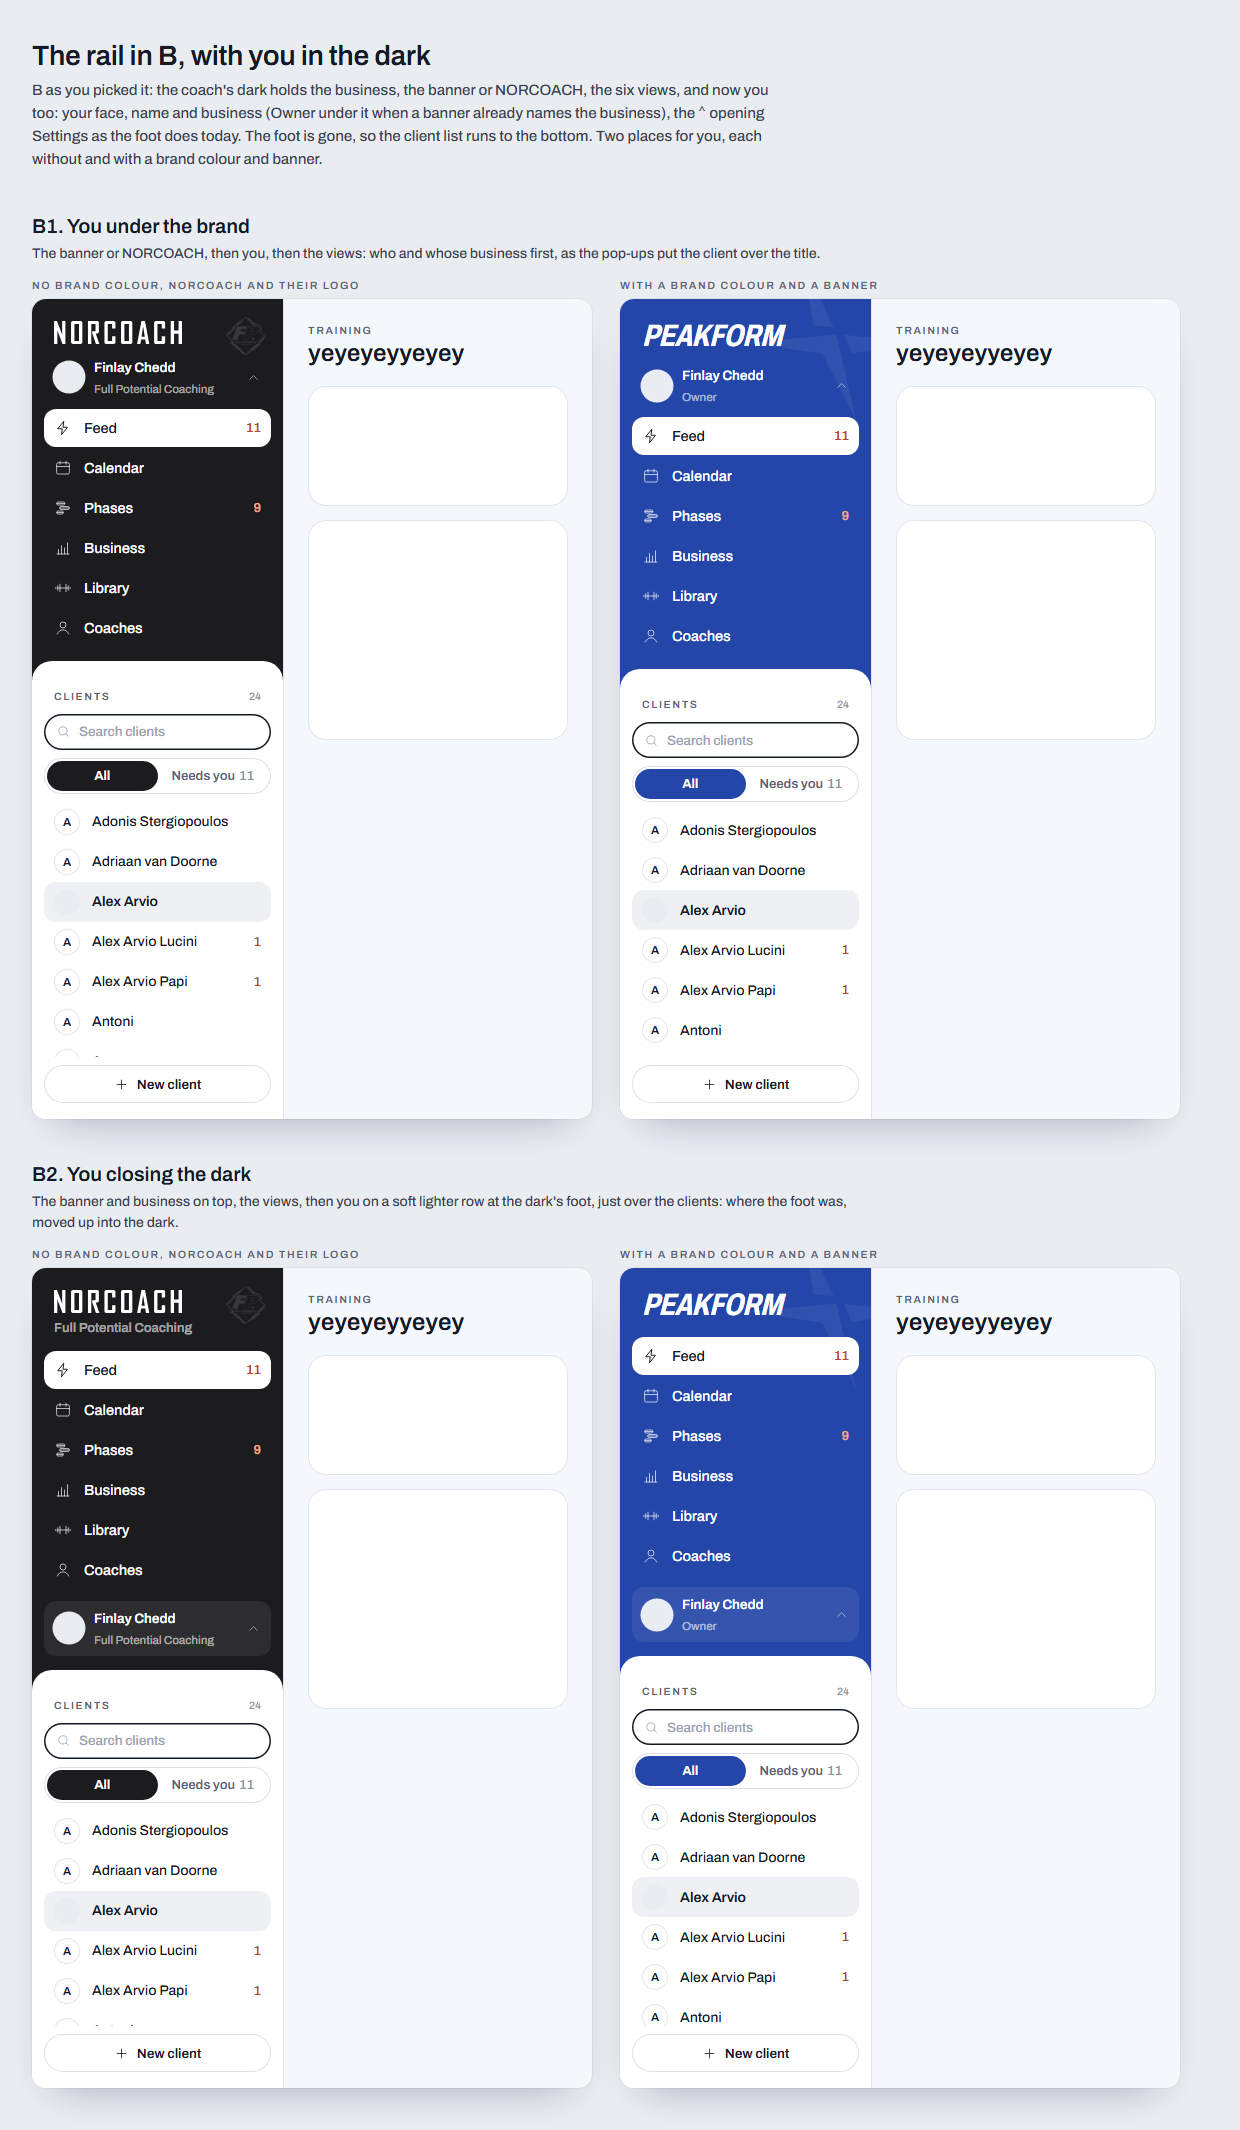 The rail in B, with you in the dark
B as you picked it: the coach's dark holds the business, the banner or NORCOACH, the six views, and now you
too: your face, name and business (Owner under it when a banner already names the business), the ^ opening
Settings as the foot does today. The foot is gone, so the client list runs to the bottom. Two places for you, each
without and with a brand colour and banner.
B1. You under the brand
The banner or NORCOACH, then you, then the views: who and whose business first, as the pop-ups put the client over the title.
NO BRAND COLOUR, NORCOACH AND THEIR LOGO
NORCOACH
Finlay Chedd
Full Potential Coaching
Feed 11
Calendar
Phases 9
Business
Library
Coaches
CLIENTS 24
Search clients
All Needs you 11
A Adonis Stergiopoulos
A Adriaan van Doorne
Alex Arvio
A Alex Arvio Lucini 1
A Alex Arvio Papi 1
A Antoni
+ New client
TRAINING
yeyeyeyyeyey
WITH A BRAND COLOUR AND A BANNER
PEAKFORM
Finlay Chedd
Owner
Feed 11
Calendar
Phases 9
Business
Library
Coaches
CLIENTS 24
Search clients
All Needs you 11
A Adonis Stergiopoulos
A Adriaan van Doorne
Alex Arvio
A Alex Arvio Lucini 1
A Alex Arvio Papi 1
A Antoni
+ New client
TRAINING
yeyeyeyyeyey
B2. You closing the dark
The banner and business on top, the views, then you on a soft lighter row at the dark's foot, just over the clients: where the foot was,
moved up into the dark.
NO BRAND COLOUR, NORCOACH AND THEIR LOGO
NORCOACH
Full Potential Coaching
Feed 11
Calendar
Phases 9
Business
Library
Coaches
Finlay Chedd
Full Potential Coaching
CLIENTS 24
Search clients
All Needs you 11
A Adonis Stergiopoulos
A Adriaan van Doorne
Alex Arvio
A Alex Arvio Lucini 1
A Alex Arvio Papi 1
+ New client
TRAINING
yeyeyeyyeyey
WITH A BRAND COLOUR AND A BANNER
PEAKFORM
Feed 11
Calendar
Phases 9
Business
Library
Coaches
Finlay Chedd
Owner
CLIENTS 24
Search clients
All Needs you 11
A Adonis Stergiopoulos
A Adriaan van Doorne
Alex Arvio
A Alex Arvio Lucini 1
A Alex Arvio Papi 1
A Antoni
+ New client
TRAINING
yeyeyeyyeyey